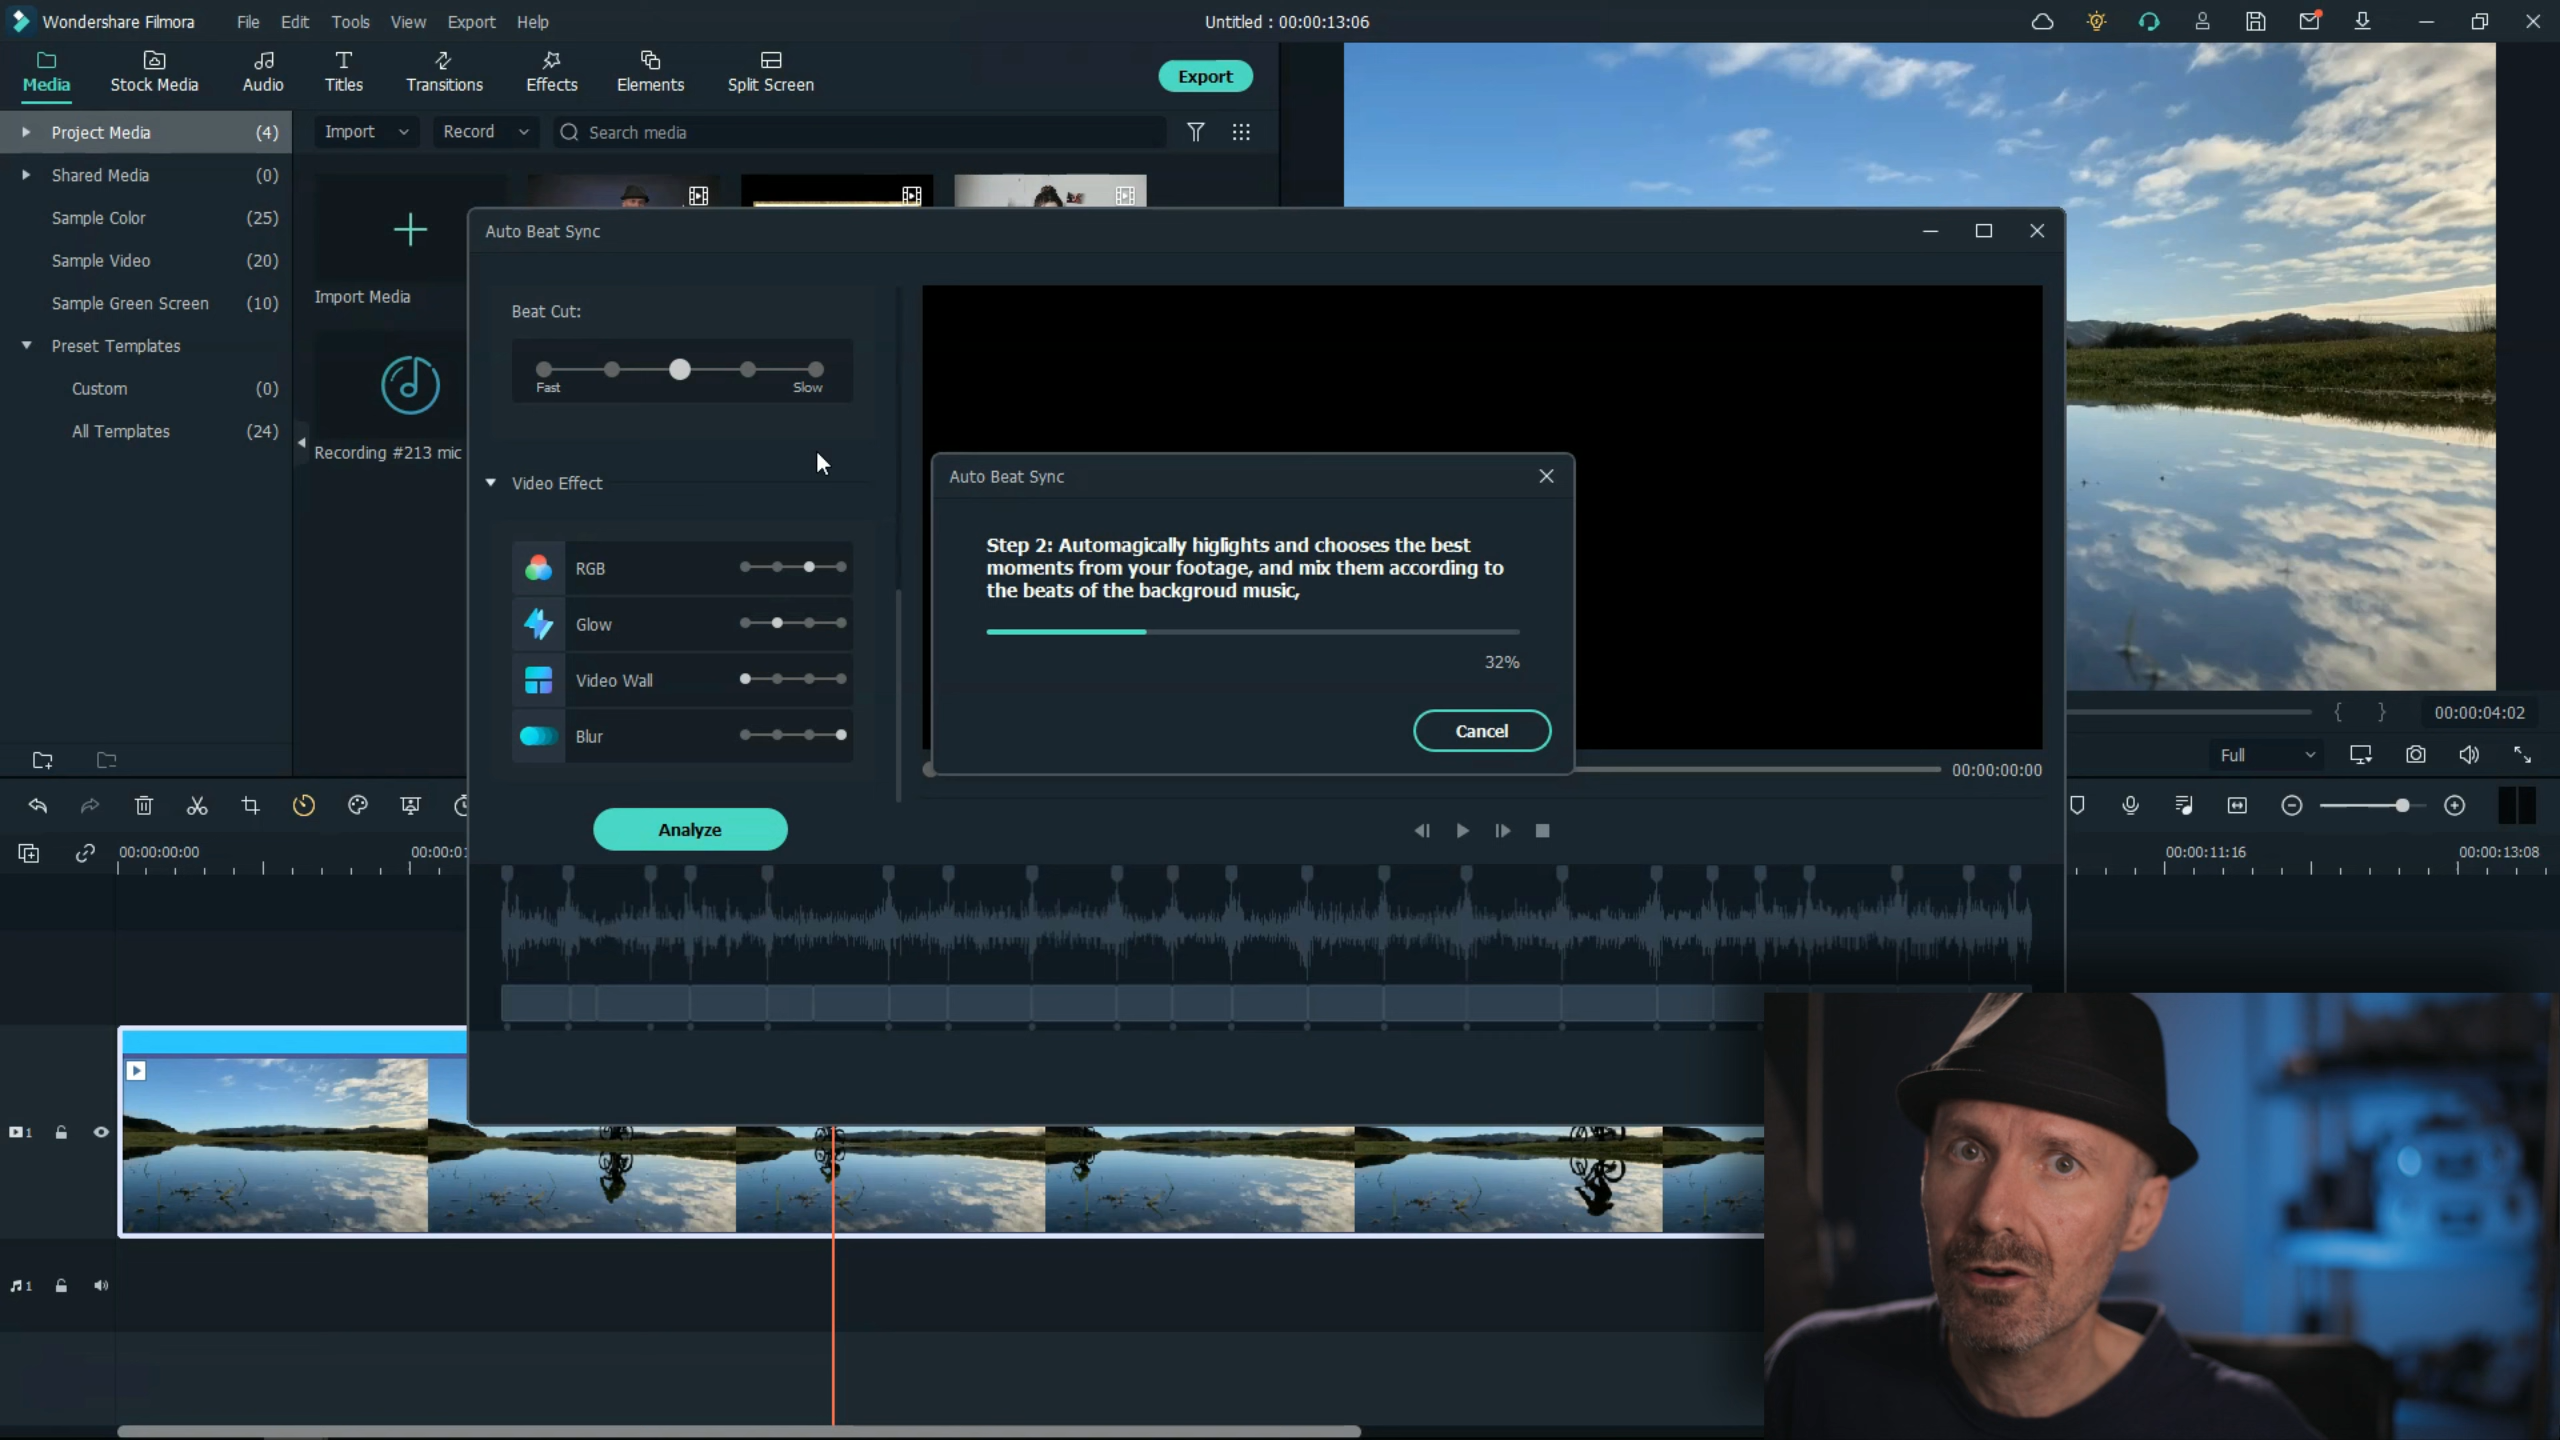 Wondershare Filmora
File
Edit
Tools
View
Export
Help
Untitled : 00:00:13:06
Media
Stock Media
Audio
Titles
Transitions
Effects
Elements
Split Screen
Export
Project Media (4)
Shared Media (0)
Sample Color (25)
Sample Video (20)
Sample Green Screen (10)
Preset Templates
Custom (0)
All Templates (24)
Import
Record
Search media
Import Media
Recording #213 mic
Auto Beat Sync
Beat Cut:
Fast
Slow
Video Effect
RGB
Glow
Video Wall
Blur
Analyze
Auto Beat Sync
Step 2: Automagically higlights and chooses the best
moments from your footage, and mix them according to
the beats of the backgroud music,
32%
Cancel
00:00:00:00
{ }
00:00:04:02
Full
00:00:00:00
00:00:01
00:00:11:16
00:00:13:08
1
1